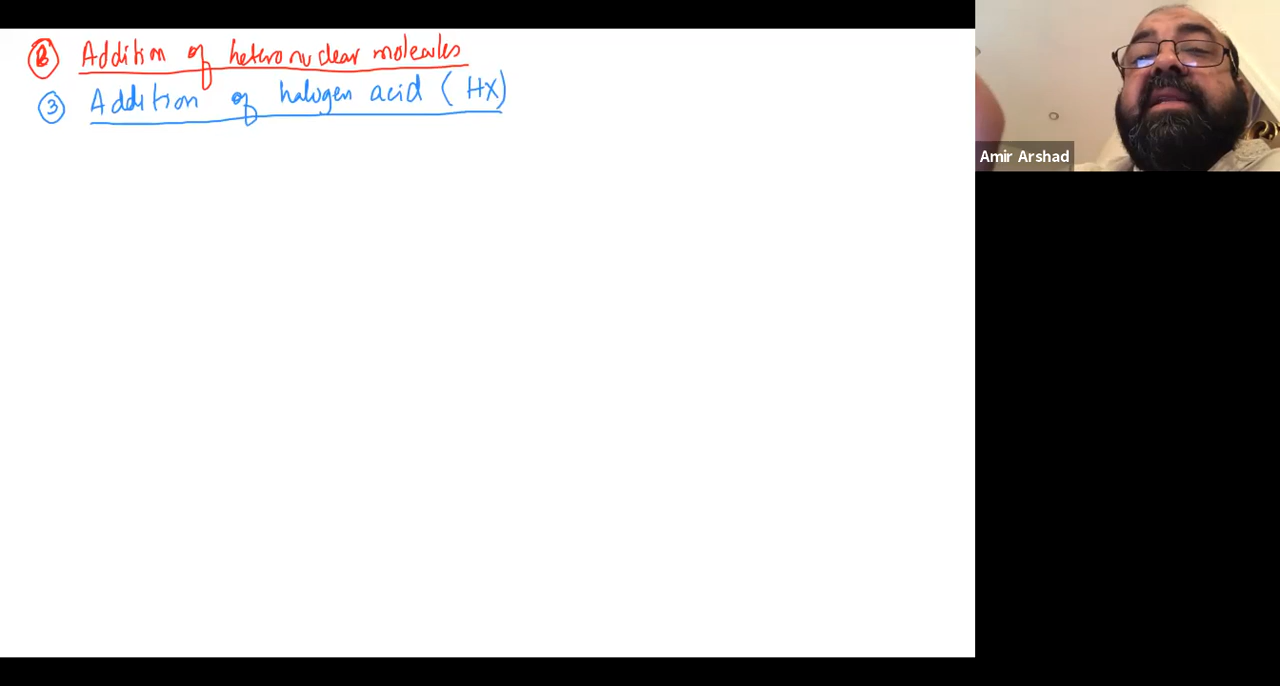 B Addition of heteronuclear molecules
3 Addition of halogen acid (HX)
Amir Arshad